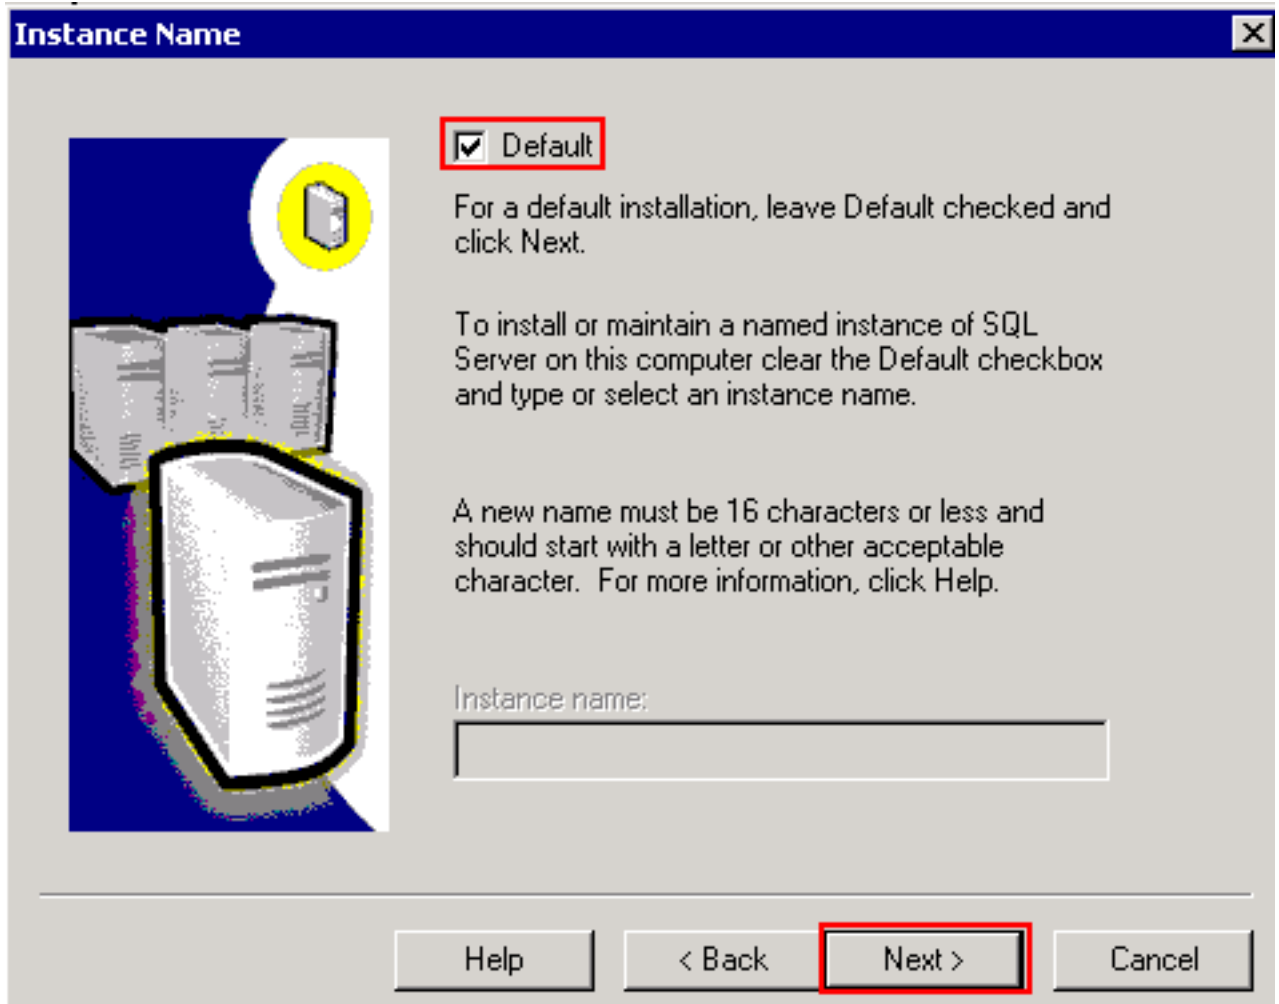 Instance Name
Default
For a default installation, leave Default checked and
click Next.
To install or maintain a named instance of SQL
Server on this computer clear the Default checkbox
and type or select an instance name.
A new name must be 16 characters or less and
should start with a letter or other acceptable
character.  For more information, click Help.
Instance name:
Help
< Back
Next >
Cancel